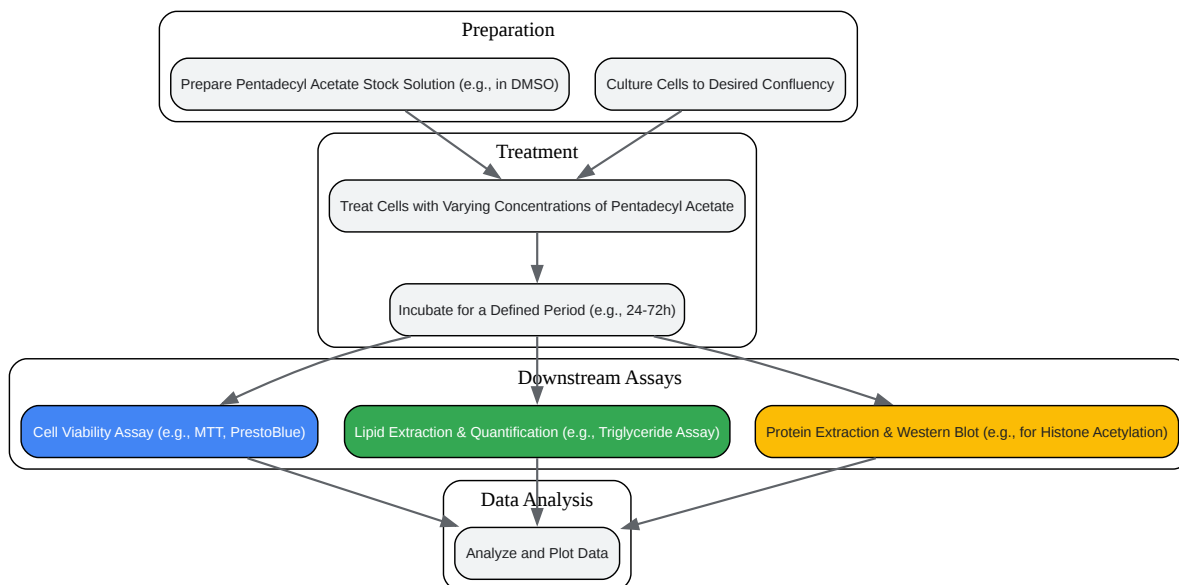 Preparation
Prepare Pentadecyl Acetate Stock Solution (e.g., in DMSO)
Culture Cells to Desired Confluency
Treatment
Treat Cells with Varying Concentrations of Pentadecyl Acetate
Incubate for a Defined Period (e.g., 24-72h)
Downstream Assays
Cell Viability Assay (e.g., MTT, PrestoBlue)
Lipid Extraction & Quantification (e.g., Triglyceride Assay)
Protein Extraction & Western Blot (e.g., for Histone Acetylation)
Data Analysis
Analyze and Plot Data